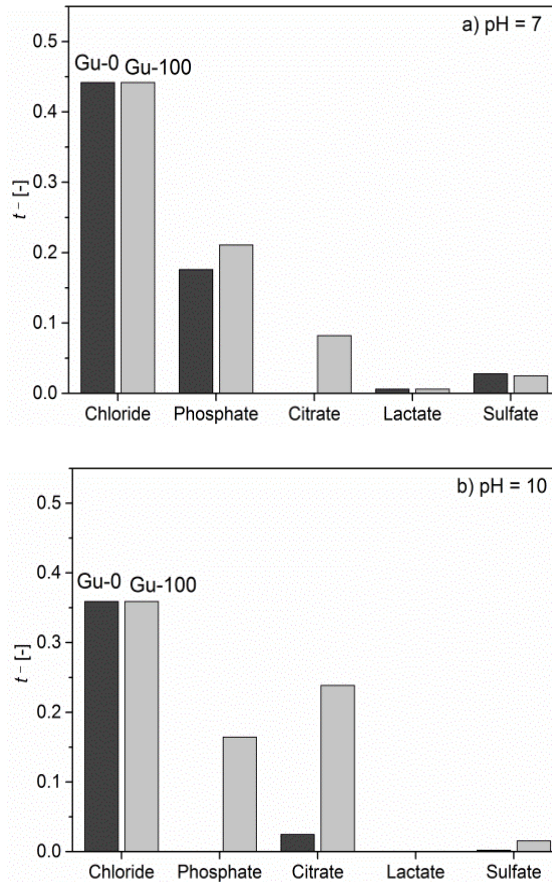 a) pH = 7
0.5
Gu-0 Gu-100
0.4
0.3
t⁻ [-]
0.2
0.1
0.0
Chloride Phosphate Citrate Lactate Sulfate
b) pH = 10
0.5
0.4
Gu-0 Gu-100
0.3
t⁻ [-]
0.2
0.1
0.0
Chloride Phosphate Citrate Lactate Sulfate